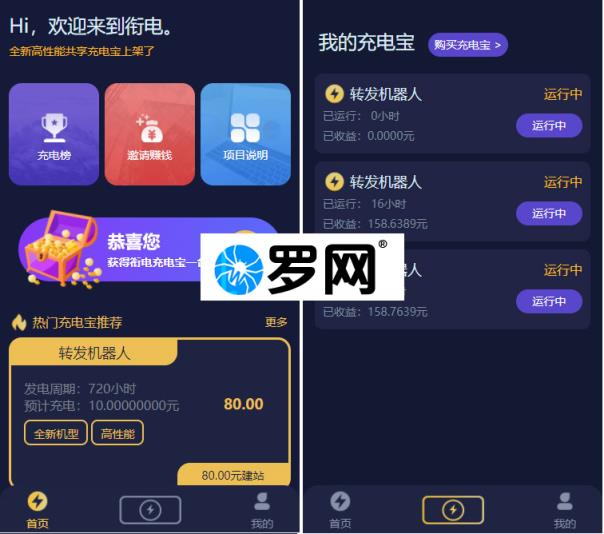 Hi，欢迎来到衔电。
全新高性能共享充电宝上架了
充电榜
邀请赚钱
项目说明
恭喜您
获得衔电充电宝一台
热门充电宝推荐
更多
转发机器人
发电周期：720小时
预计充电：10.00000000元
80.00
全新机型
高性能
80.00元建站
首页
我的
我的充电宝
购买充电宝 >
转发机器人
运行中
已运行： 0小时
运行中
已收益：0.0000元
转发机器人
运行中
已运行： 16小时
运行中
已收益：158.6389元
罗网®
器人
运行中
运行中
已收益：158.7639元
首页
我的